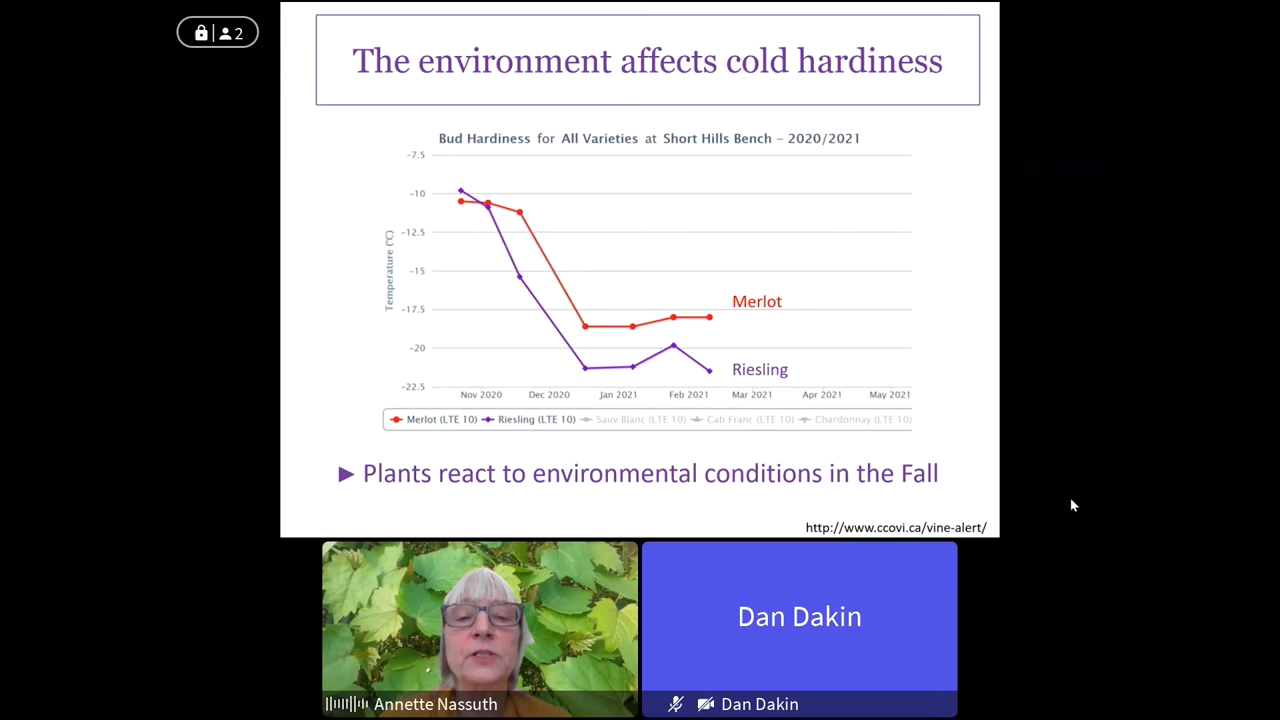 2
The environment affects cold hardiness
Bud Hardiness for All Varieties at Short Hills Bench – 2020/2021
-7.5
-10
-12.5
-15
-17.5
-20
-22.5
Temperature (°C)
Merlot
Riesling
Nov 2020 Dec 2020 Jan 2021 Feb 2021 Mar 2021 Apr 2021 May 2021
Merlot (LTE 10) Riesling (LTE 10) Sauv Blanc (LTE 10) Cab Franc (LTE 10) Chardonnay (LTE 10)
► Plants react to environmental conditions in the Fall
http://www.ccovi.ca/vine-alert/
Dan Dakin
Annette Nassuth
Dan Dakin